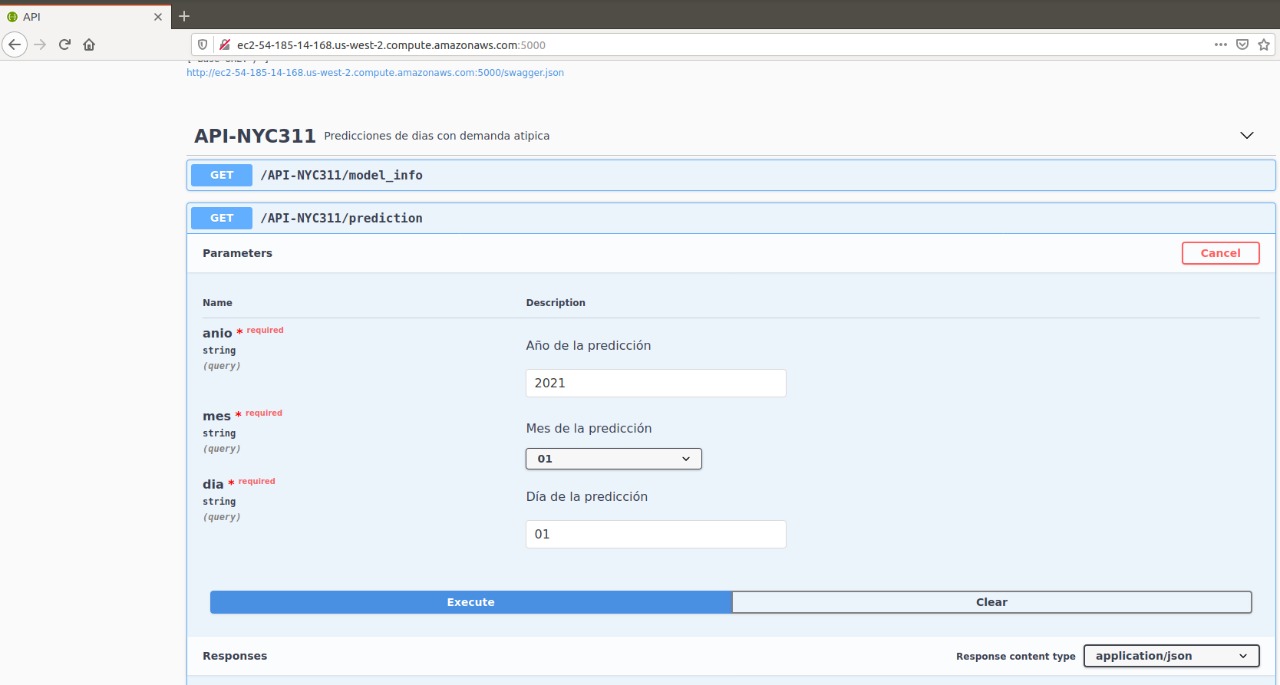 API
ec2-54-185-14-168.us-west-2.compute.amazonaws.com:5000
http://ec2-54-185-14-168.us-west-2.compute.amazonaws.com:5000/swagger.json
API-NYC311 Predicciones de dias con demanda atipica
GET /API-NYC311/model_info
GET /API-NYC311/prediction
Parameters Cancel
Name Description
anio * required
string
(query)
Año de la predicción
2021
mes * required
string
(query)
Mes de la predicción
01
dia * required
string
(query)
Día de la predicción
01
Execute Clear
Responses Response content type application/json